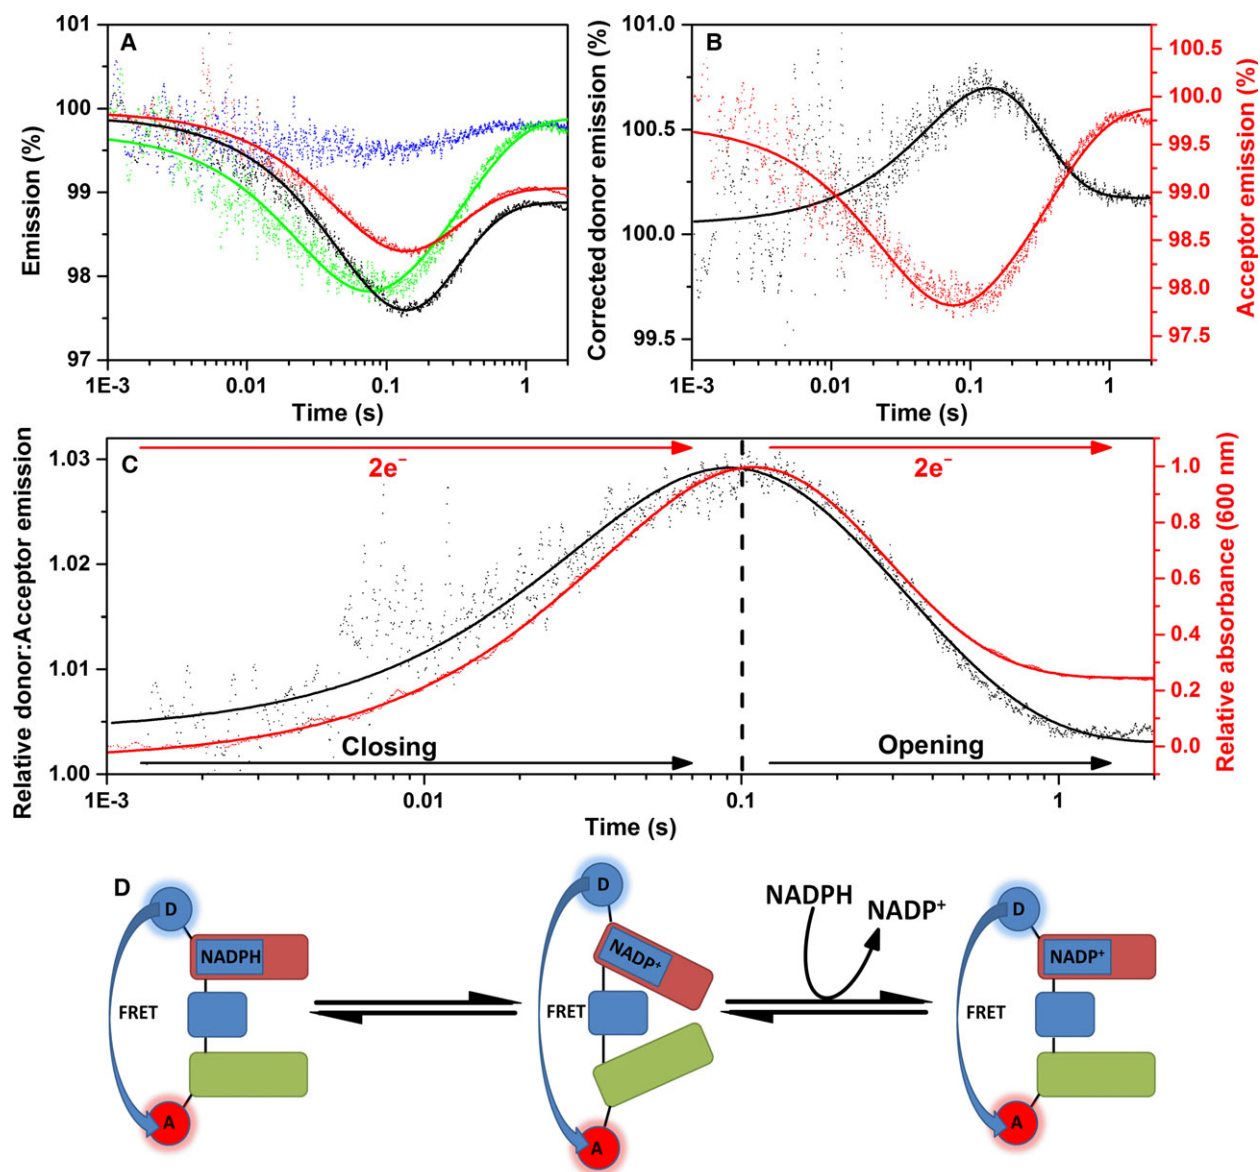 A
101
100
99
98
97
Emission (%)
1E-3
0.01
0.1
1
Time (s)
B
101.0
100.5
100.0
99.5
Corrected donor emission (%)
100.5
100.0
99.5
99.0
98.5
98.0
97.5
Acceptor emission (%)
1E-3
0.01
0.1
1
Time (s)
C
2e⁻
2e⁻
1.03
1.02
1.01
1.00
Relative donor:Acceptor emission
1.0
0.8
0.6
0.4
0.2
0.0
Relative absorbance (600 nm)
Closing
Opening
1E-3
0.01
0.1
1
Time (s)
D
D
NADPH
FRET
A
D
NADP⁺
FRET
A
NADPH
NADP⁺
D
NADP⁺
FRET
A